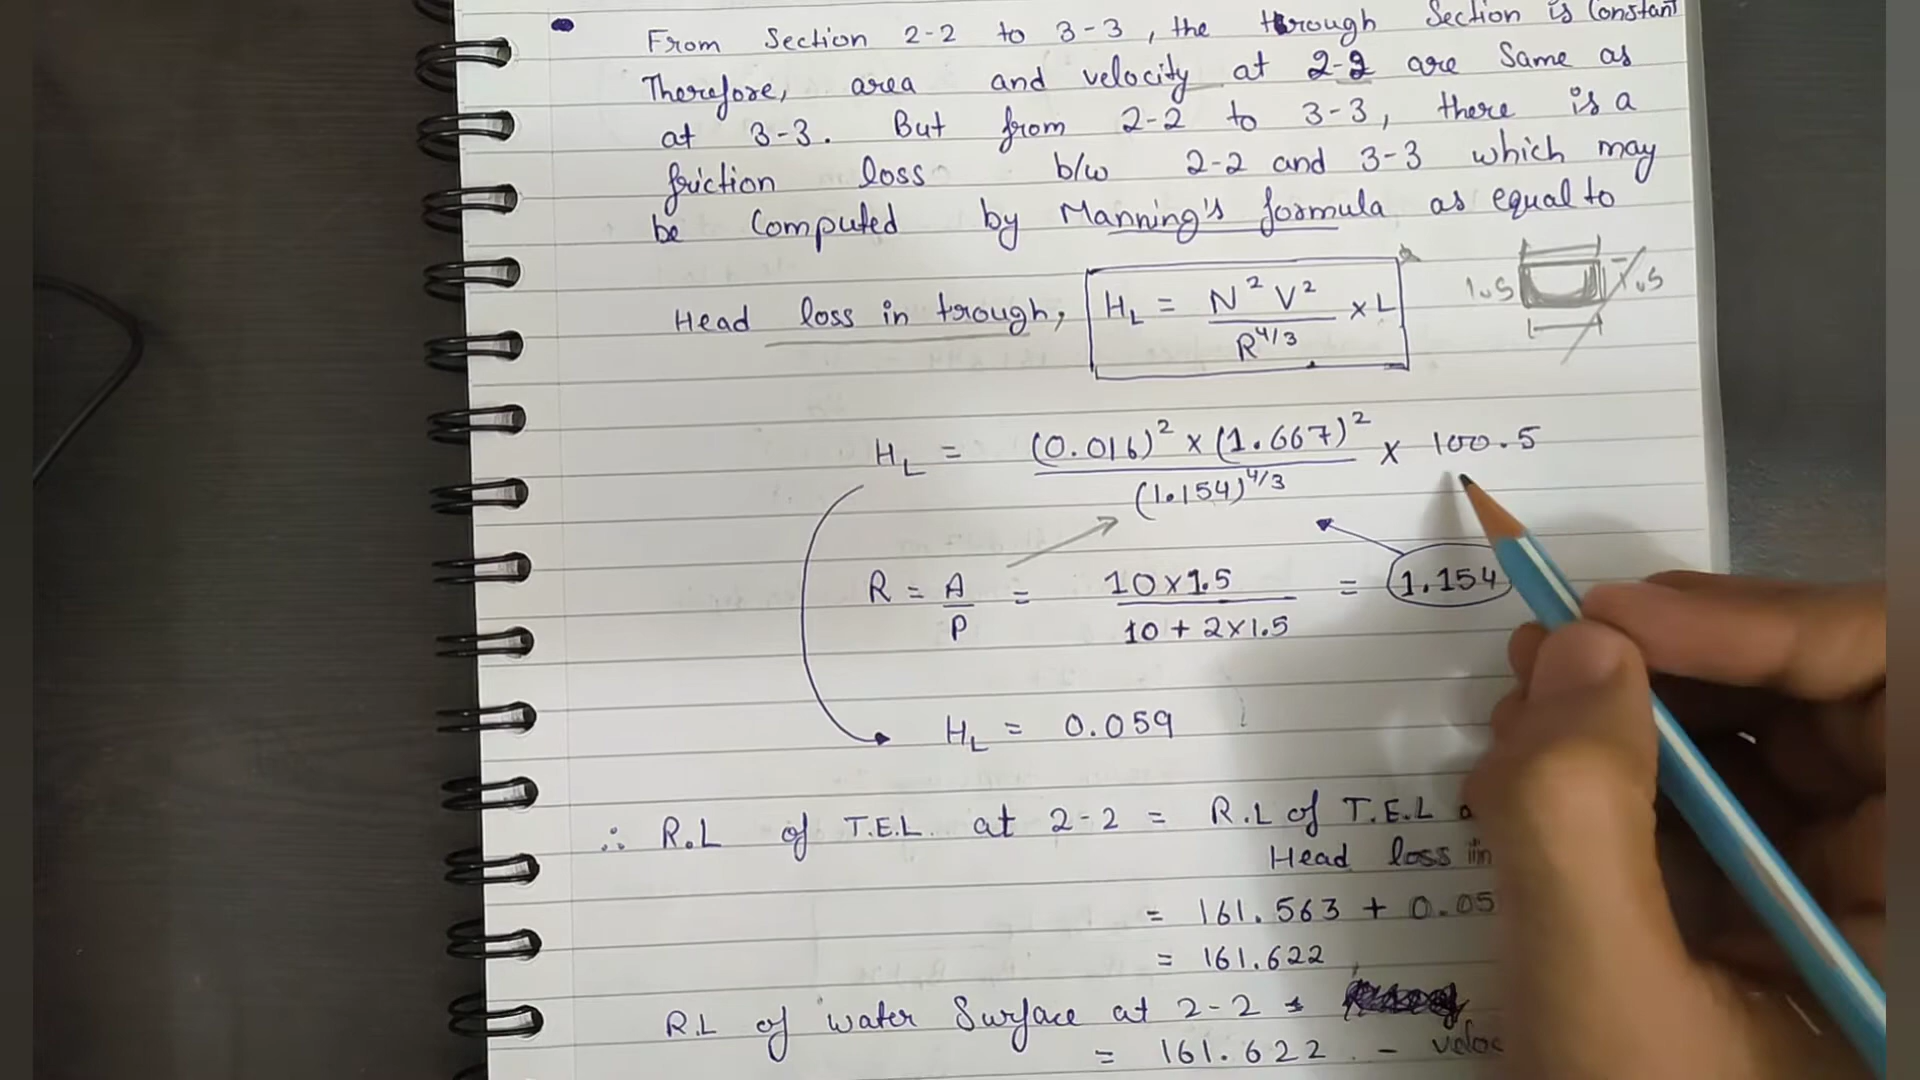 From Section 2-2 to 3-3, the trough Section is Constant
Therefore, area and velocity at 2-2 are Same as
at 3-3. But from 2-2 to 3-3, there is a
friction loss b/w 2-2 and 3-3 which may
be Computed by Manning's formula as equal to
1.5 1.5
Head loss in trough, H_L = N² V² / R^4/3 × L
H_L = (0.016)² × (1.667)² / (1.154)^4/3 × 100.5
R = A / P = 10 × 1.5 / 10 + 2×1.5 = 1.154
H_L = 0.059
∴ R.L of T.E.L. at 2-2 = R.L of T.E.L
Head loss in
= 161.563 + 0.05
= 161.622
R.L of water Surface at 2-2 =
= 161.622 -